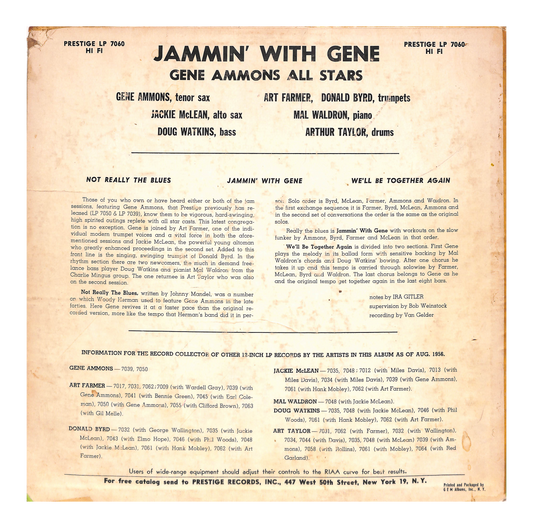 PRESTIGE LP 7060
HI FI
JAMMIN' WITH GENE
PRESTIGE LP 7060
HI FI
GENE AMMONS ALL STARS
GENE AMMONS, tenor sax
ART FARMER, DONALD BYRD, trumpets
JACKIE McLEAN, alto sax
MAL WALDRON, piano
DOUG WATKINS, bass
ARTHUR TAYLOR, drums
NOT REALLY THE BLUES
JAMMIN' WITH GENE
WE'LL BE TOGETHER AGAIN
Those of you who own or have heard either or both of the jam
sessions, featuring Gene Ammons, that Prestige previously has re-
leased (LP 7050 & LP 7039), know them to be vigorous, hard-swinging,
high spirited outings replete with all star casts. This latest congrega-
tion is no exception. Gene is joined by Art Farmer, one of the indi-
vidual modern trumpet voices and a vital force in both the afore-
mentioned sessions and Jackie McLean, the powerful young altoman
who greatly enhanced proceedings in the second set. Added to this
front line is the singing, swinging trumpet of Donald Byrd. In the
rhythm section there are two newcomers, the much in demand free-
lance bass player Doug Watkins and pianist Mal Waldron from the
Charlie Mingus group. The one returnee is Art Taylor who was also
on the second session.
Not Really The Blues, written by Johnny Mandel, was a number
on which Woody Herman used to feature Gene Ammons in the late
forties. Here Gene revives it at a faster pace than the original re-
corded version, more like the tempo that Herman's band did it in per-
son. Solo order is Byrd, McLean, Farmer, Ammons and Waldron. In
the first exchange sequence it is Farmer, Byrd, McLean, Ammons and
in the second set of conversations the order is the same as the original
solos.
Really the blues is Jammin' With Gene with workouts on the slow
funker by Ammons, Byrd, Farmer and McLean in that order.
We'll Be Together Again is divided into two sections. First Gene
plays the melody in its ballad form with sensitive backing by Mal
Waldron's chords and Doug Watkins' bowing. After one chorus he
takes it up and this tempo is carried through solowise by Farmer,
McLean, Byrd and Waldron. The last chorus belongs to Gene as he
and the original tempo get together again in the last eight bars.
notes by IRA GITLER
supervision by Bob Weinstock
recording by Van Gelder
INFORMATION FOR THE RECORD COLLECTOR OF OTHER 12-INCH LP RECORDS BY THE ARTISTS IN THIS ALBUM AS OF AUG. 1956.
GENE AMMONS — 7039, 7050
ART FARMER — 7017, 7031, 7062 (with Wardell Gray), 7039 (with
Gene Ammons), 7041 (with Bennie Green), 7045 (with Earl Cole-
man), 7050 (with Gene Ammons), 7055 (with Clifford Brown), 7063
(with Gil Melle).
DONALD BYRD — 7032 (with George Wallington), 7035 (with Jackie
McLean), 7043 (with Elmo Hope), 7046 (with Phil Woods), 7048
(with Jackie McLean), 7061 (with Hank Mobley), 7062 (with Art
Farmer).
JACKIE McLEAN — 7035, 7048; 7012 (with Miles Davis), 7013 (with
Miles Davis), 7034 (with Miles Davis), 7039 (with Gene Ammons),
7061 (with Hank Mobley), 7062 (with Art Farmer).
MAL WALDRON — 7048 (with Jackie McLean).
DOUG WATKINS — 7035, 7048 (with Jackie McLean), 7046 (with Phil
Woods), 7061 (with Hank Mobley), 7062 (with Art Farmer).
ART TAYLOR — 7031, 7062 (with Art Farmer), 7032 (with Wallington),
7034, 7044 (with Davis), 7035, 7048 (with McLean), 7039 (with Am-
mons), 7058 (with Rollins), 7061 (with Mobley), 7064 (with Red
Garland).
Users of wide-range equipment should adjust their controls to the RIAA curve for best results.
For free catalog send to PRESTIGE RECORDS, INC., 447 West 50th Street, New York 19, N. Y.
Printed and Packaged by
Albums, Inc., N. Y.